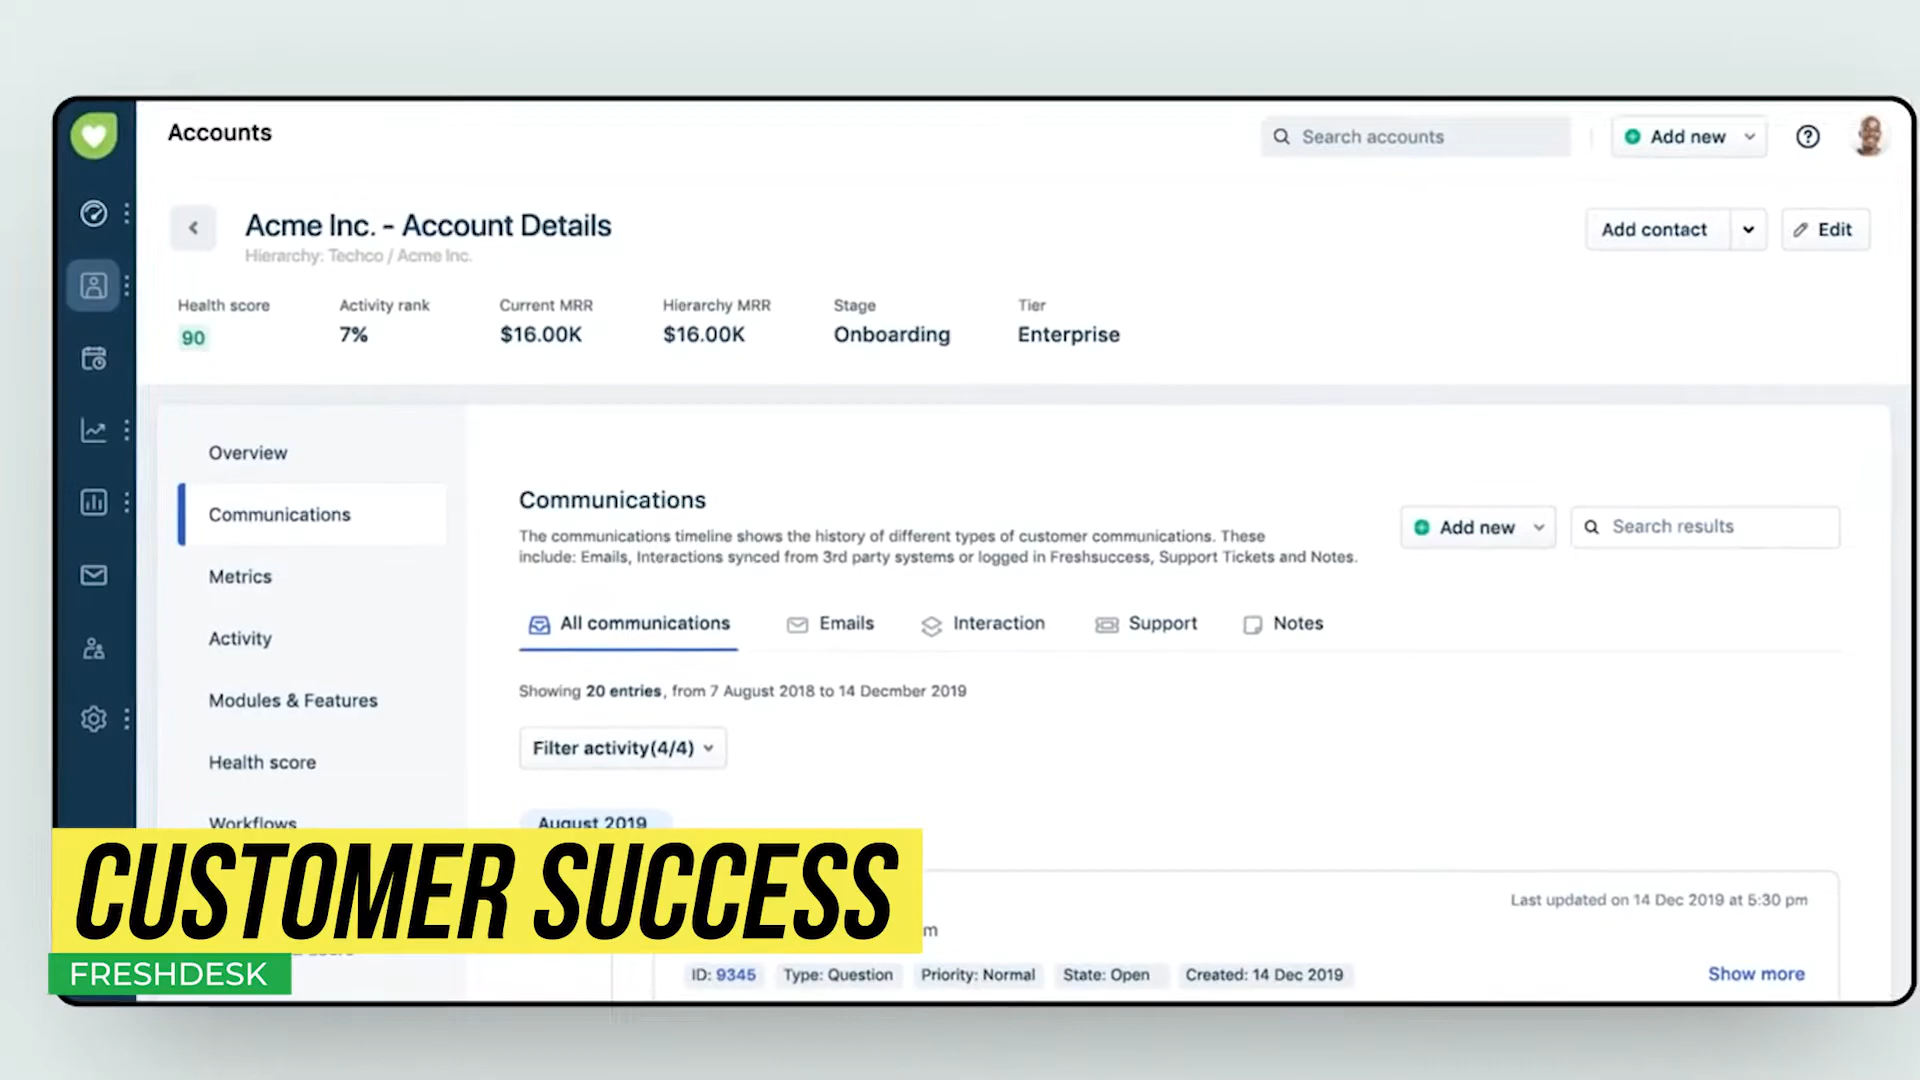 Accounts
Search accounts
Add new
Acme Inc. - Account Details
Hierarchy: Techco / Acme Inc.
Add contact
Edit
Health score
Activity rank
Current MRR
Hierarchy MRR
Stage
Tier
90
7%
$16.00K
$16.00K
Onboarding
Enterprise
Overview
Communications
Metrics
Activity
Modules & Features
Health score
Workflows
Communications
The communications timeline shows the history of different types of customer communications. These
include: Emails, Interactions synced from 3rd party systems or logged in Freshsuccess, Support Tickets and Notes.
Add new
Search results
All communications
Emails
Interaction
Support
Notes
Showing 20 entries, from 7 August 2018 to 14 Decmber 2019
Filter activity(4/4)
August 2019
Last updated on 14 Dec 2019 at 5:30 pm
ID: 9345
Type: Question
Priority: Normal
State: Open
Created: 14 Dec 2019
Show more
CUSTOMER SUCCESS
FRESHDESK